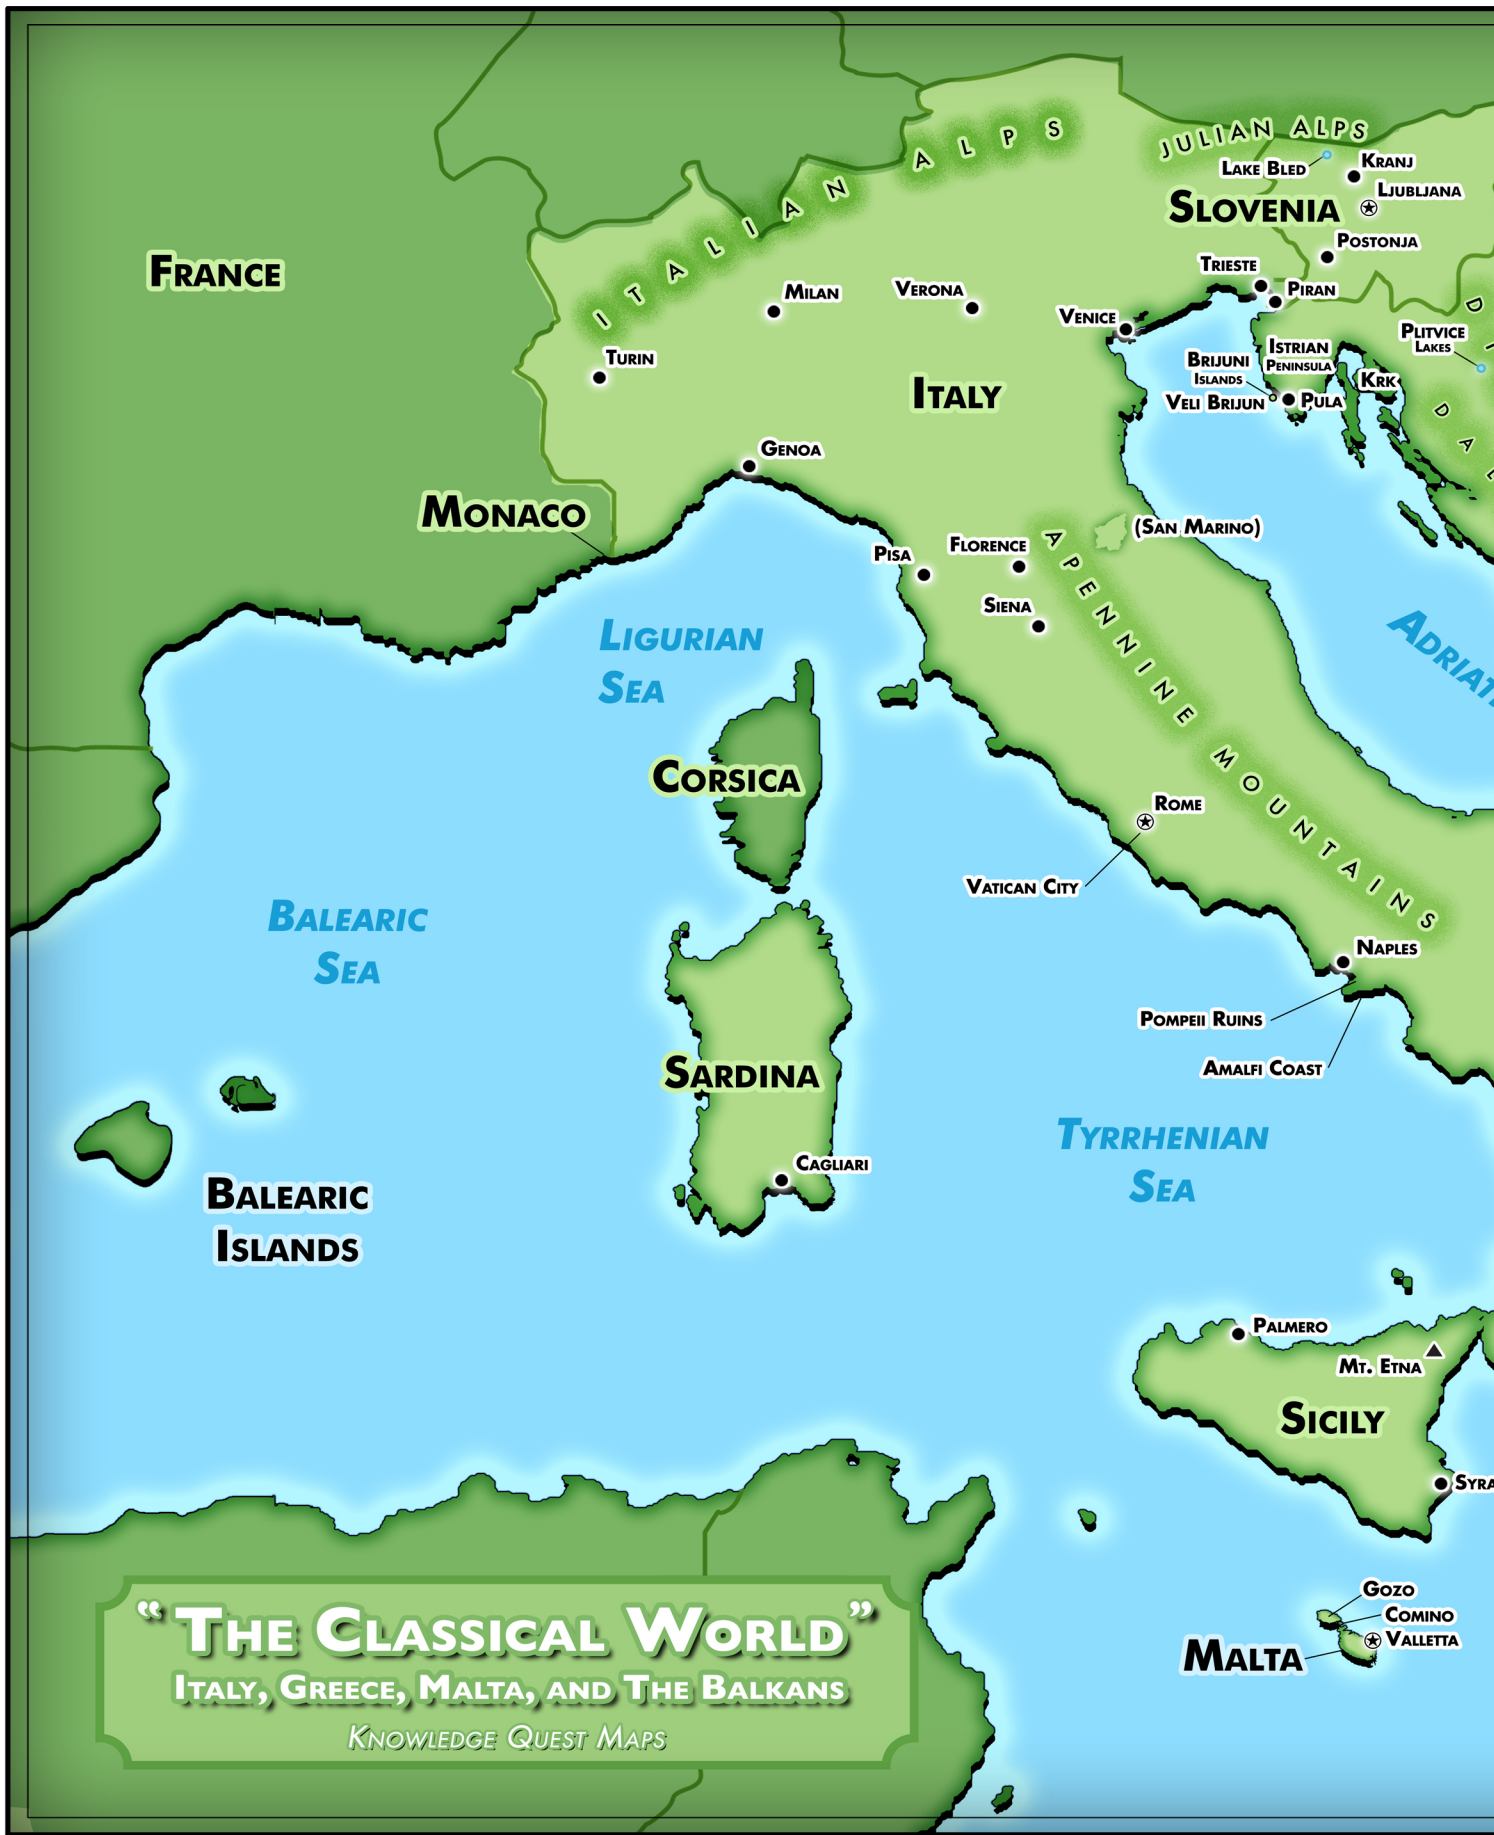 ITALIAN ALPS
JULIAN ALPS
LAKE BLED
KRANJ
LJUBLJANA
SLOVENIA
POSTONJA
FRANCE
TRIESTE
PIRAN
MILAN
VERONA
VENICE
PLITVICE
LAKES
ISTRIAN
PENINSULA
BRIJUNI
ISLANDS
KRK
VELI BRIJUN
PULA
TURIN
ITALY
GENOA
MONACO
(SAN MARINO)
PISA
FLORENCE
SIENA
APENNINE MOUNTAINS
LIGURIAN
SEA
ADRIAT
CORSICA
ROME
VATICAN CITY
BALEARIC
SEA
NAPLES
POMPEII RUINS
AMALFI COAST
SARDINA
TYRRHENIAN
SEA
CAGLIARI
BALEARIC
ISLANDS
PALMERO
MT. ETNA
SICILY
SYRA
GOZO
COMINO
VALLETTA
MALTA
"THE CLASSICAL WORLD"
ITALY, GREECE, MALTA, AND THE BALKANS
KNOWLEDGE QUEST MAPS